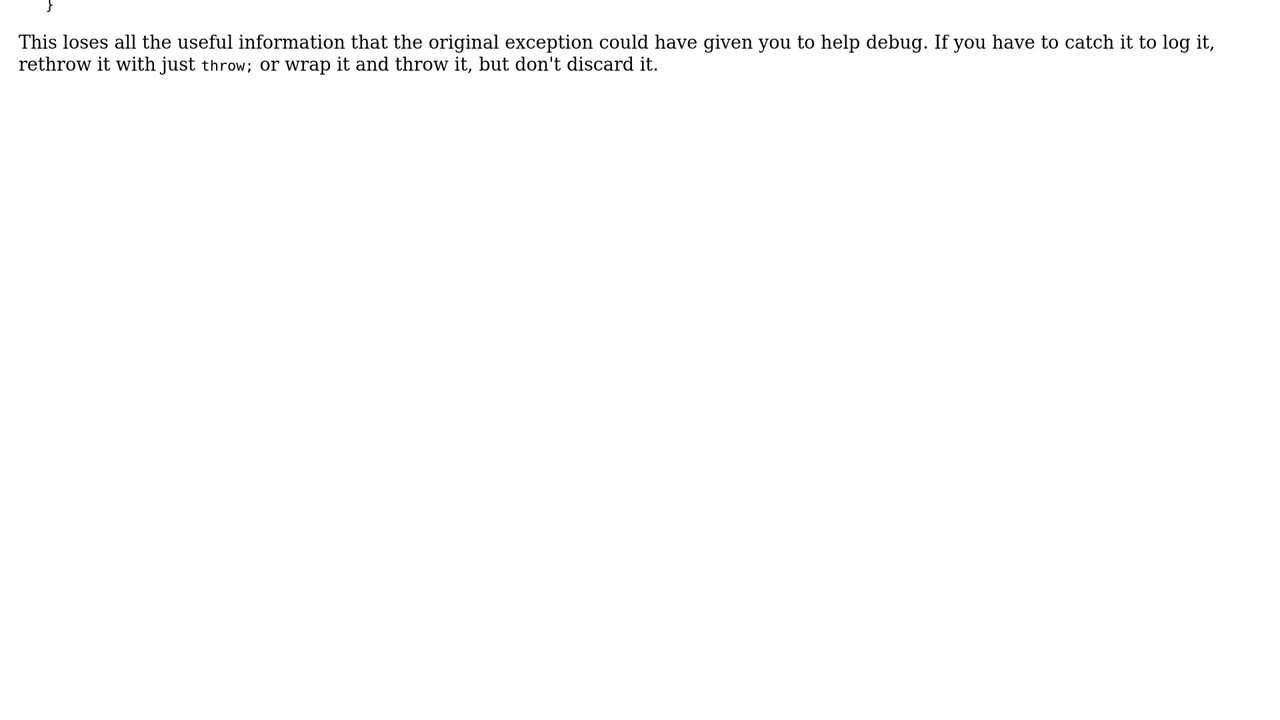 }
This loses all the useful information that the original exception could have given you to help debug. If you have to catch it to log it,
rethrow it with just throw; or wrap it and throw it, but don't discard it.